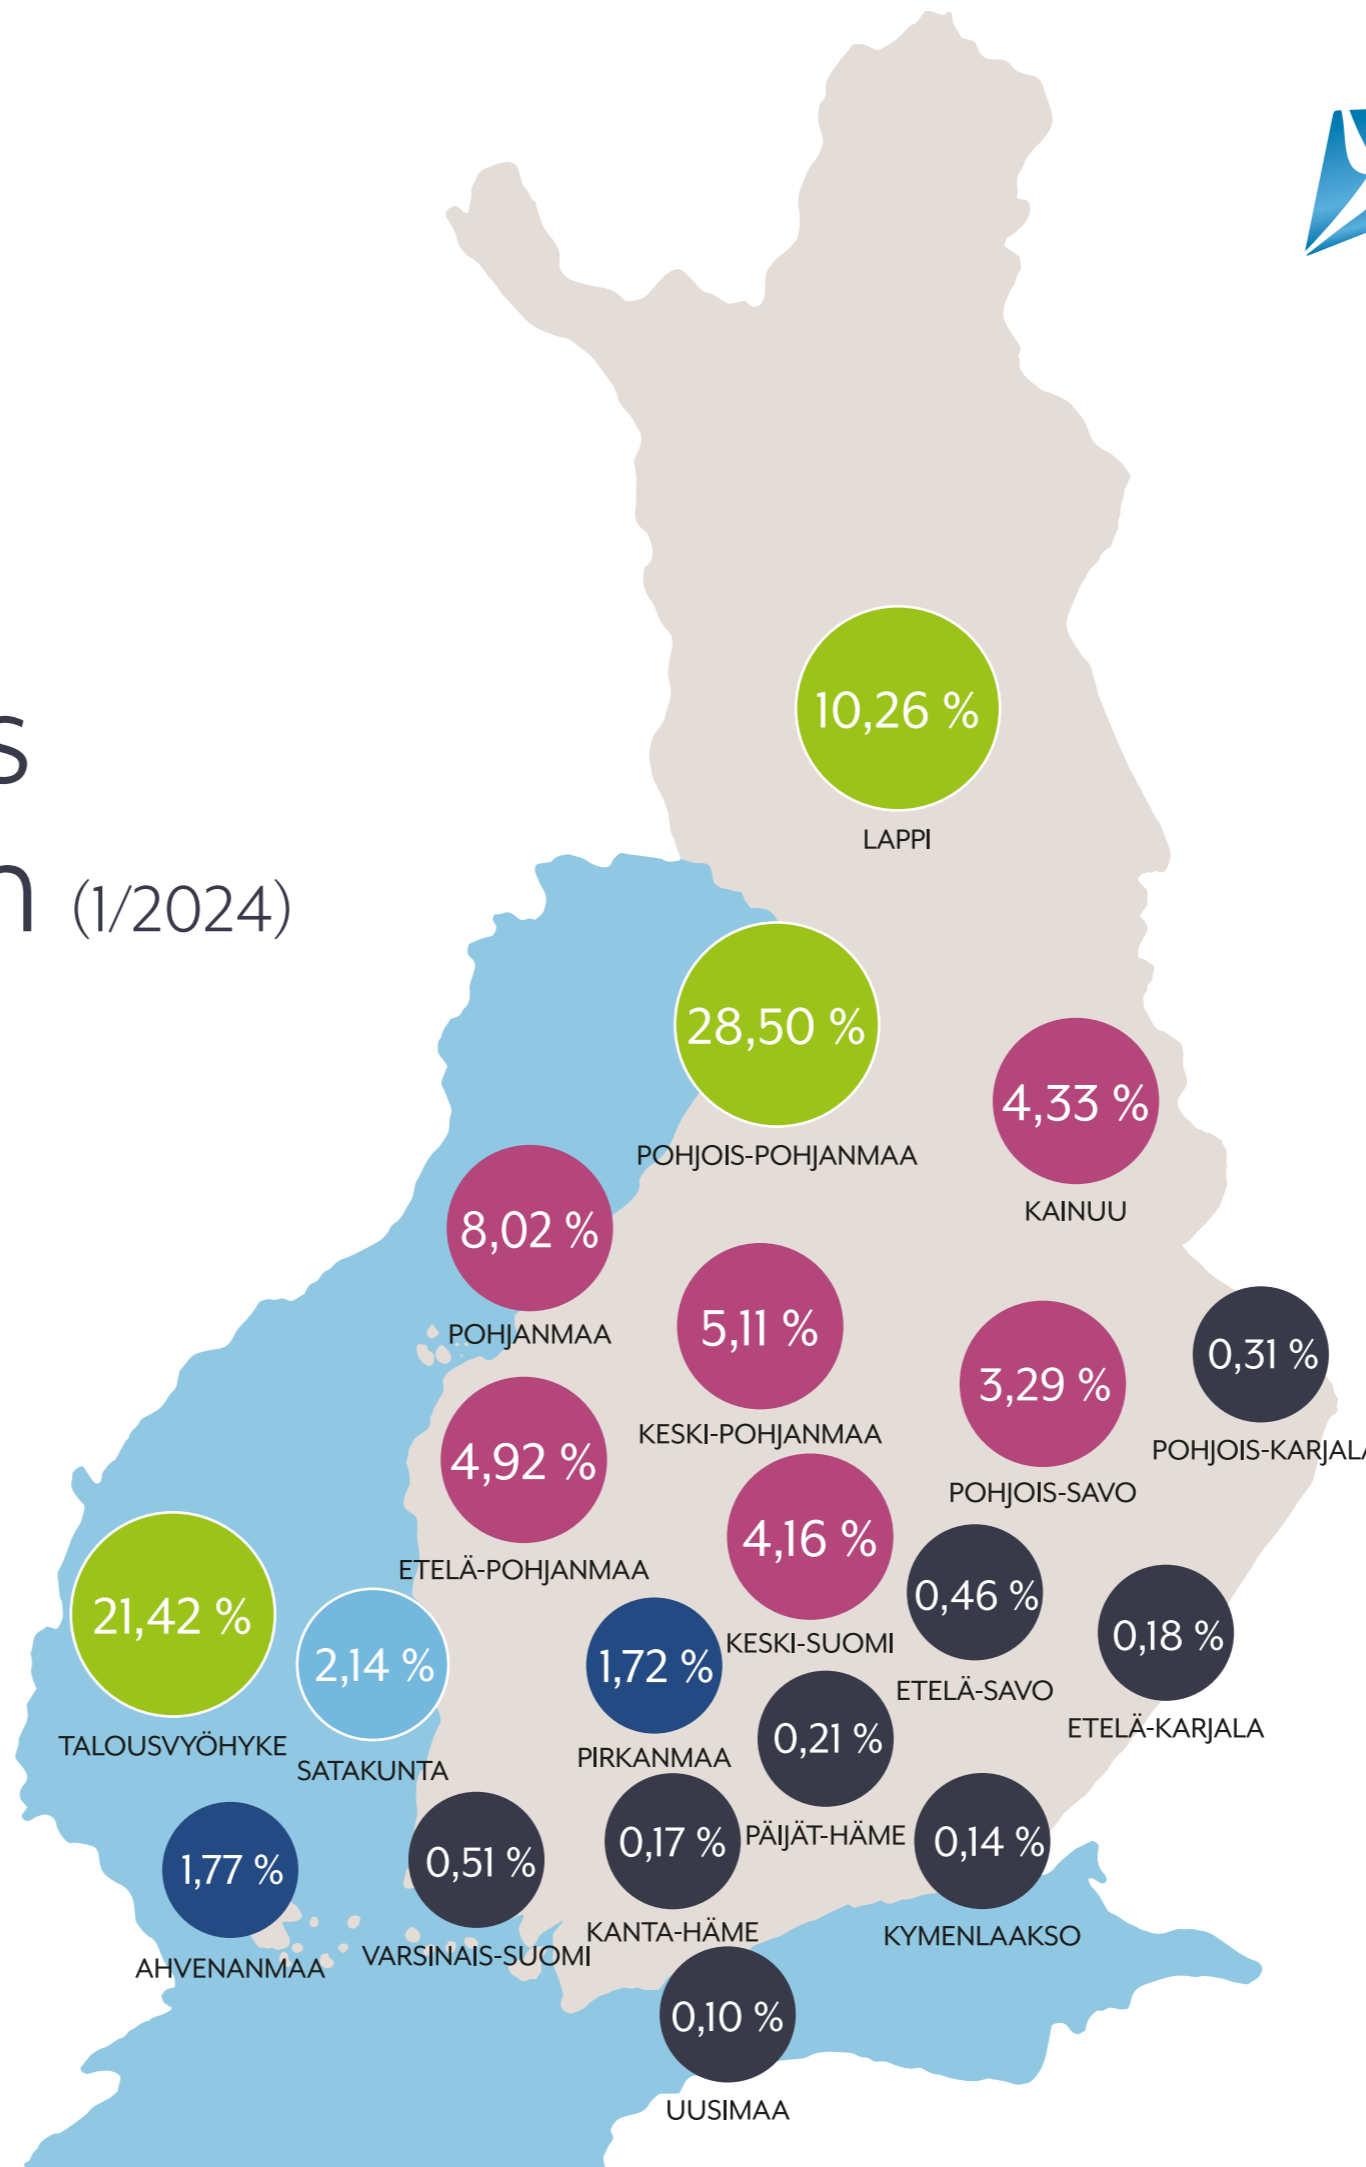 s
n (1/2024)
10,26 %
LAPPI
28,50 %
POHJOIS-POHJANMAA
4,33 %
KAINUU
8,02 %
POHJANMAA
5,11 %
KESKI-POHJANMAA
3,29 %
POHJOIS-SAVO
0,31 %
POHJOIS-KARJALA
4,92 %
ETELÄ-POHJANMAA
4,16 %
KESKI-SUOMI
0,46 %
ETELÄ-SAVO
0,18 %
ETELÄ-KARJALA
21,42 %
TALOUSVYÖHYKE
2,14 %
SATAKUNTA
1,72 %
PIRKANMAA
0,21 %
PÄIJÄT-HÄME
1,77 %
AHVENANMAA
0,51 %
VARSINAIS-SUOMI
0,17 %
KANTA-HÄME
0,14 %
KYMENLAAKSO
0,10 %
UUSIMAA